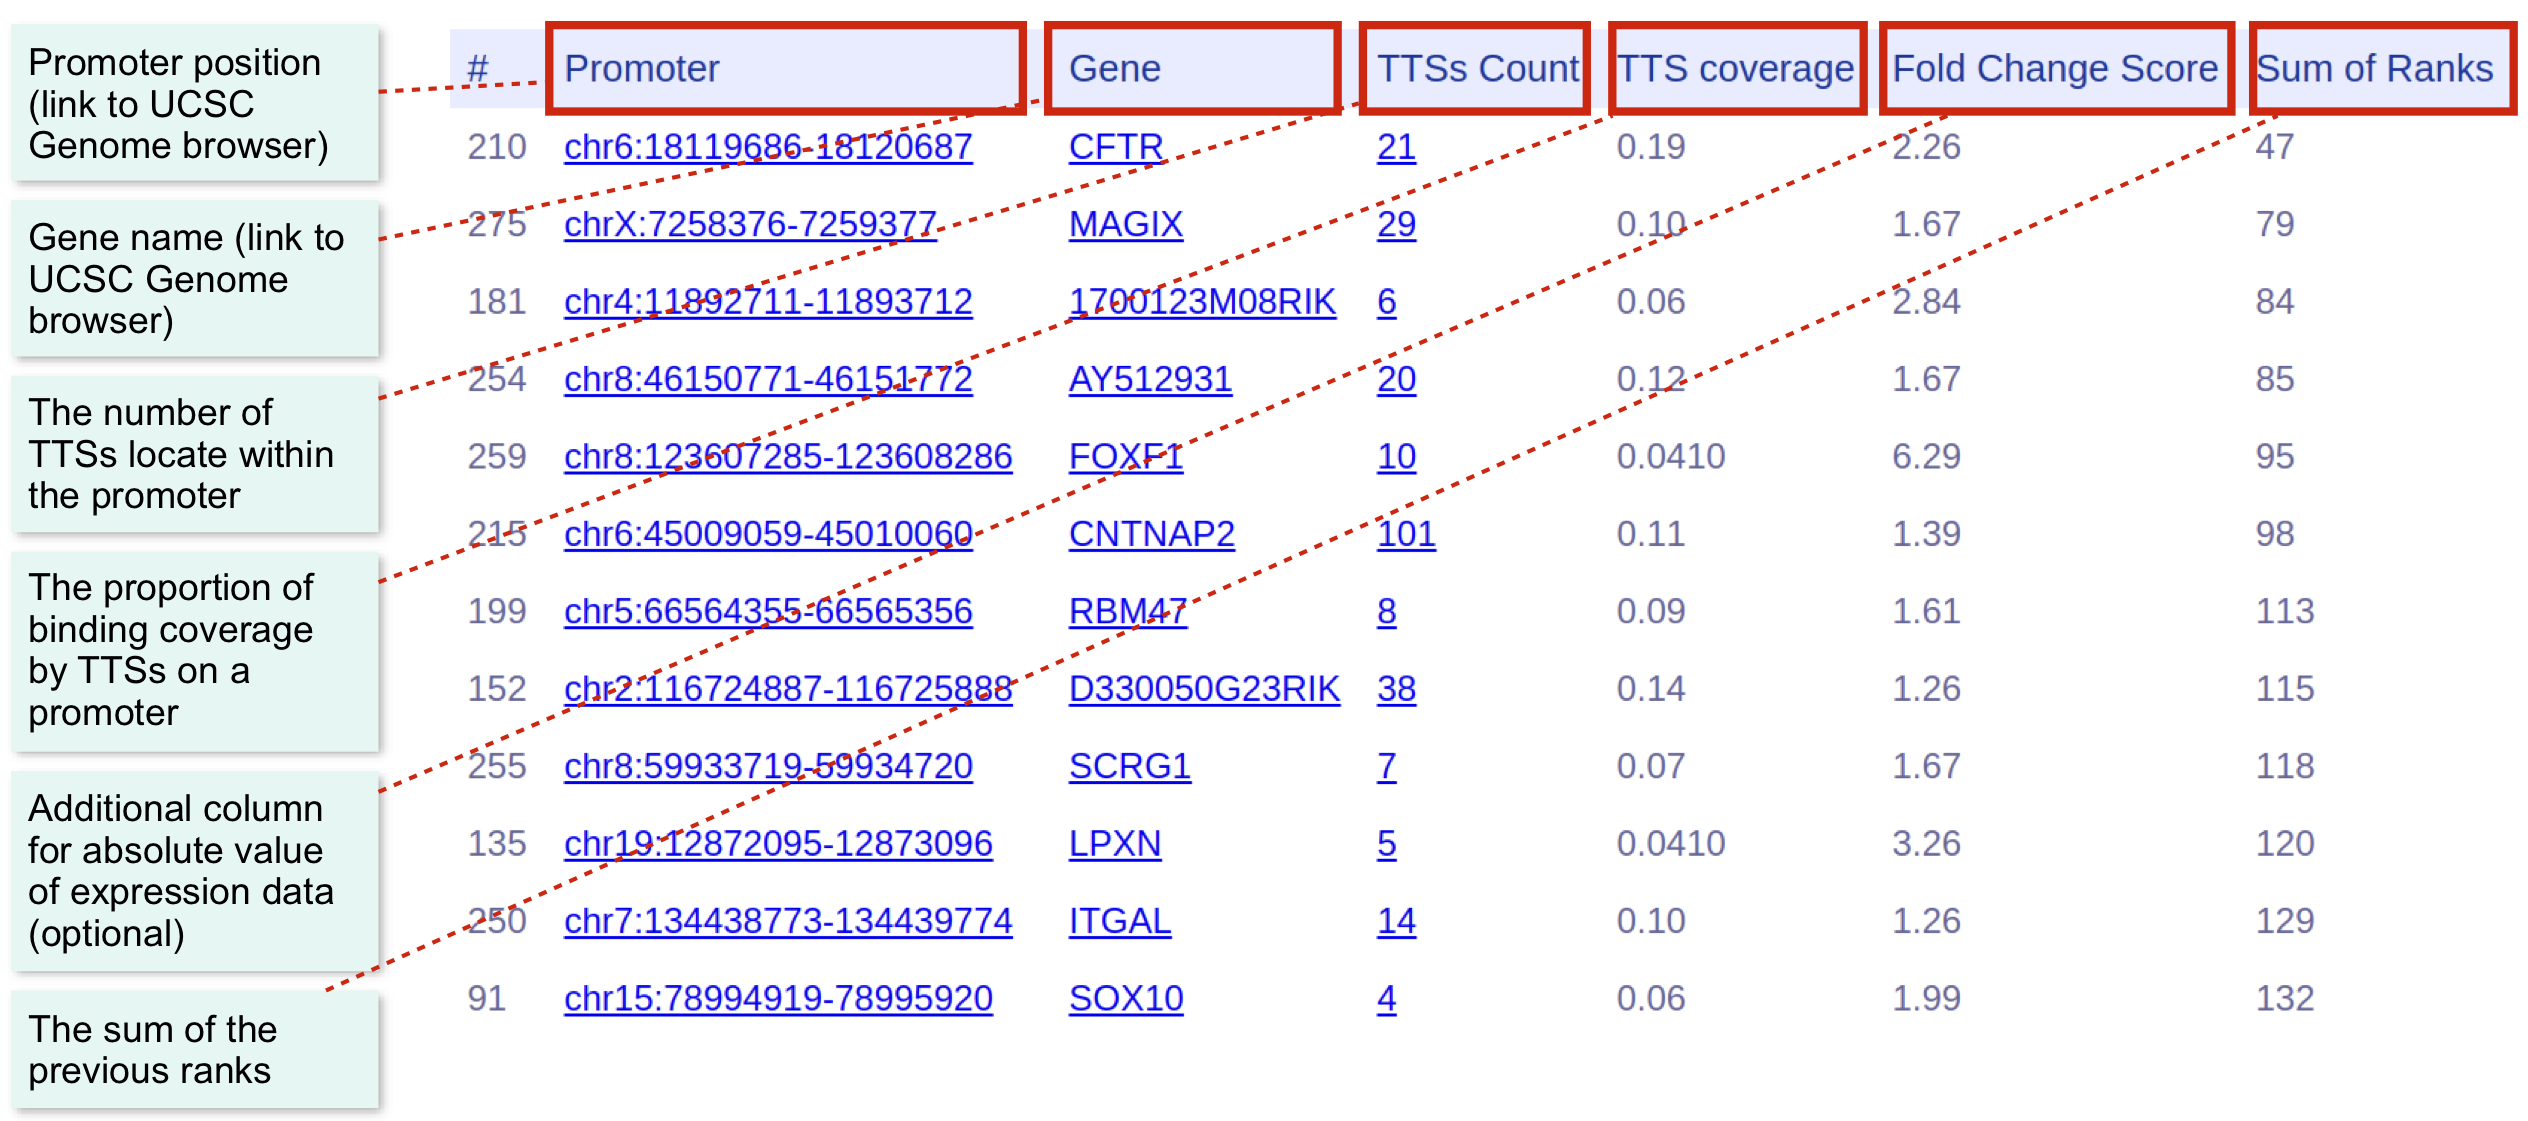 Promoter position
(link to UCSC
Genome browser)
Gene name (link to
UCSC Genome
browser)
The number of
TTSs locate within
the promoter
The proportion of
binding coverage
by TTSs on a
promoter
Additional column
for absolute value
of expression data
(optional)
The sum of the
previous ranks
# Promoter Gene TTSs Count TTS coverage Fold Change Score Sum of Ranks
210 chr6:18119686-18120687 CFTR 21 0.19 2.26 47
275 chrX:7258376-7259377 MAGIX 29 0.10 1.67 79
181 chr4:11892711-11893712 1700123M08RIK 6 0.06 2.84 84
254 chr8:46150771-46151772 AY512931 20 0.12 1.67 85
259 chr8:123607285-123608286 FOXF1 10 0.0410 6.29 95
215 chr6:45009059-45010060 CNTNAP2 101 0.11 1.39 98
199 chr5:66564355-66565356 RBM47 8 0.09 1.61 113
152 chr2:116724887-116725888 D330050G23RIK 38 0.14 1.26 115
255 chr8:59933719-59934720 SCRG1 7 0.07 1.67 118
135 chr19:12872095-12873096 LPXN 5 0.0410 3.26 120
250 chr7:134438773-134439774 ITGAL 14 0.10 1.26 129
91 chr15:78994919-78995920 SOX10 4 0.06 1.99 132